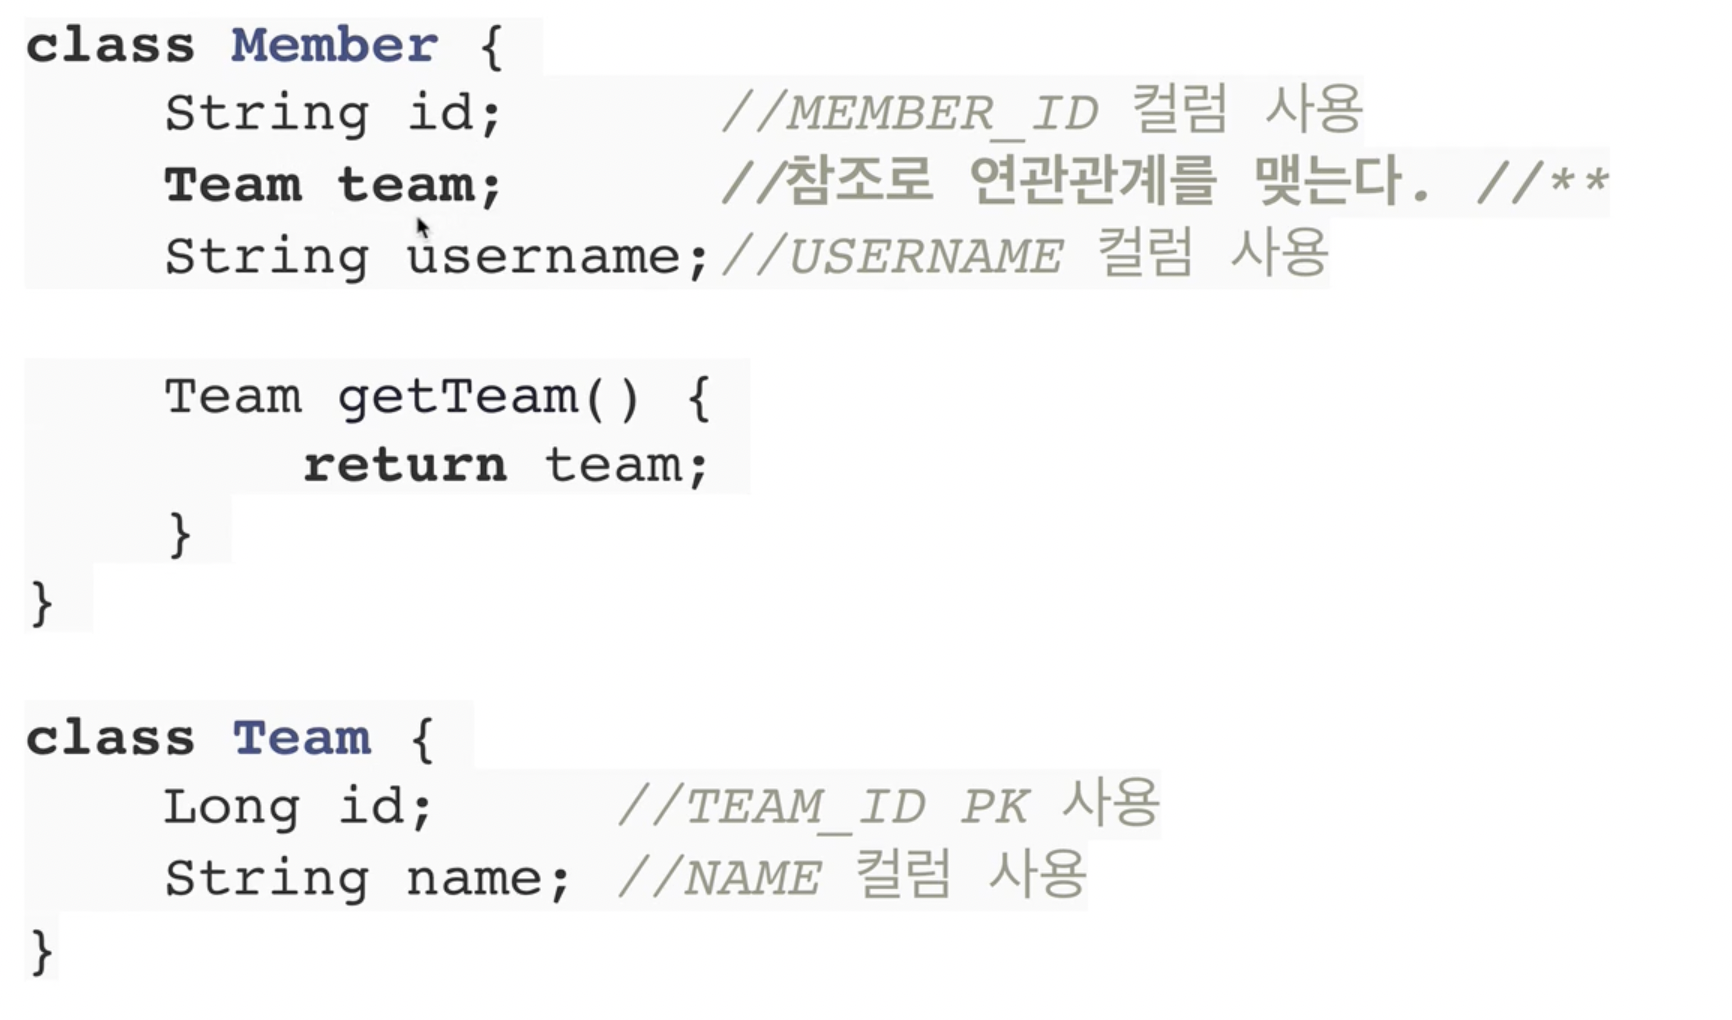 class Member {
String id; //MEMBER_ID 컬럼 사용
Team team; //참조로 연관관계를 맺는다. //**
String username;//USERNAME 컬럼 사용
Team getTeam() {
return team;
}
}
class Team {
Long id; //TEAM_ID PK 사용
String name; //NAME 컬럼 사용
}